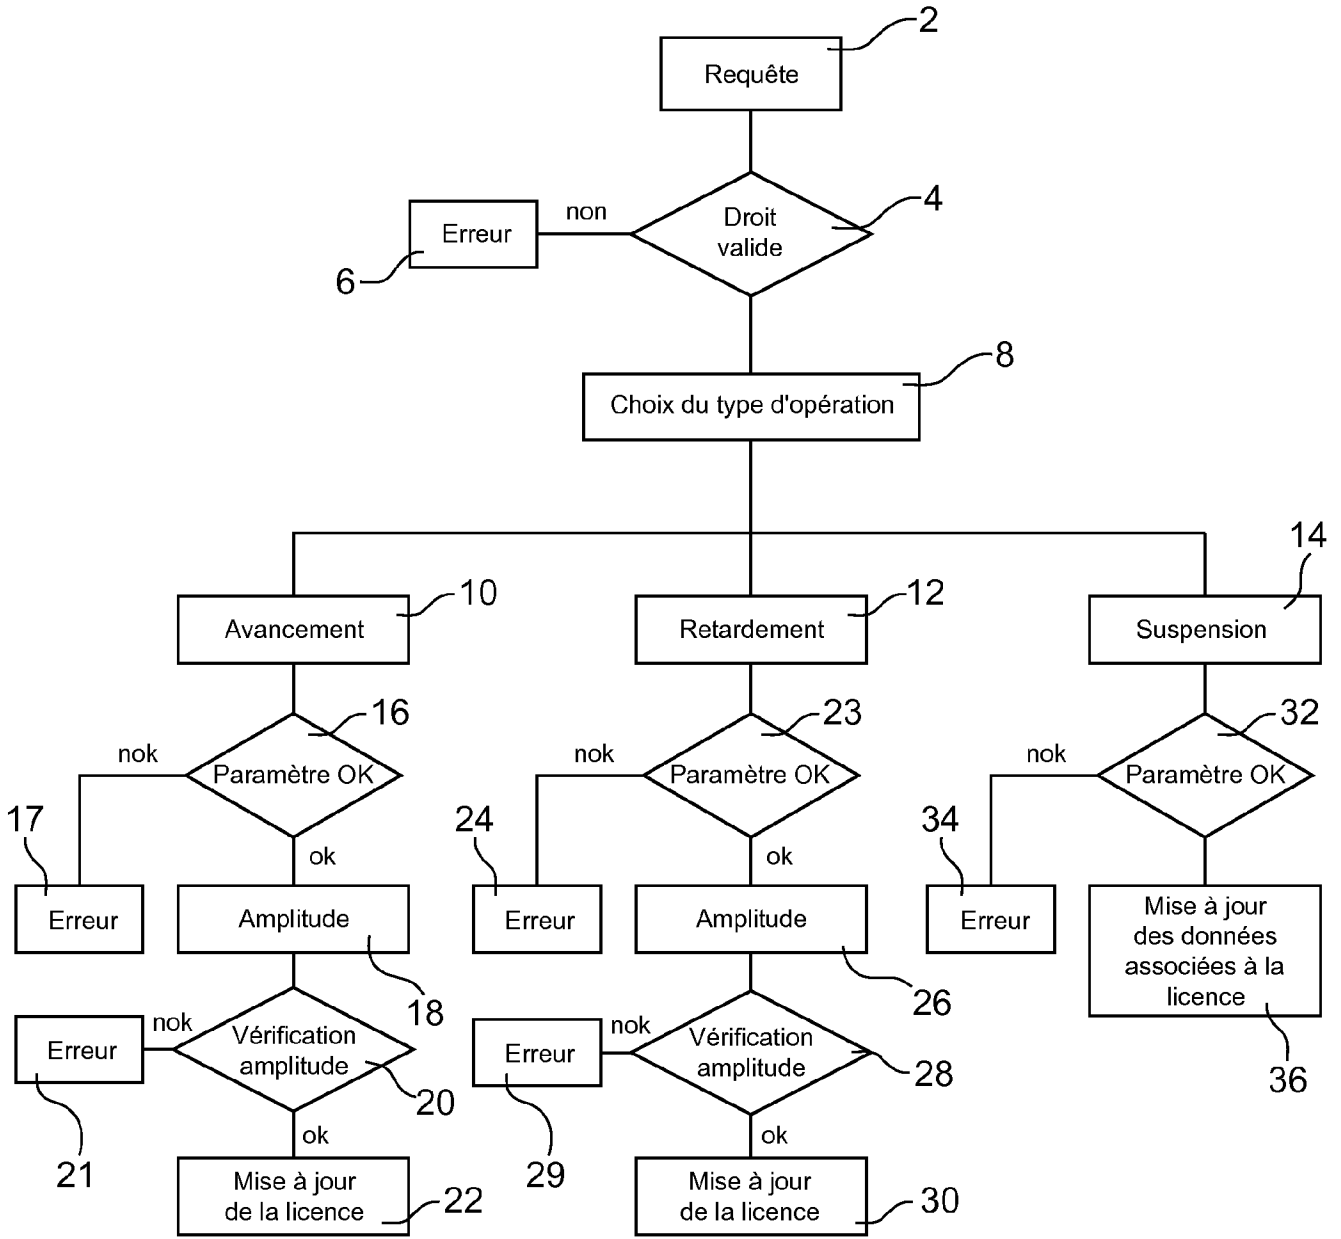 2
Requête
4
Droit
valide
non
Erreur
6
8
Choix du type d'opération
14
10
12
Avancement
Retardement
Suspension
16
23
32
nok
Paramètre OK
nok
Paramètre OK
nok
Paramètre OK
17
24
34
ok
ok
Erreur
Amplitude
Erreur
Amplitude
Erreur
Mise à jour
des données
associées à la
licence
18
26
nok
Erreur
Vérification
amplitude
20
nok
Erreur
Vérification
amplitude
28
36
ok
ok
21
29
Mise à jour
de la licence
22
Mise à jour
de la licence
30